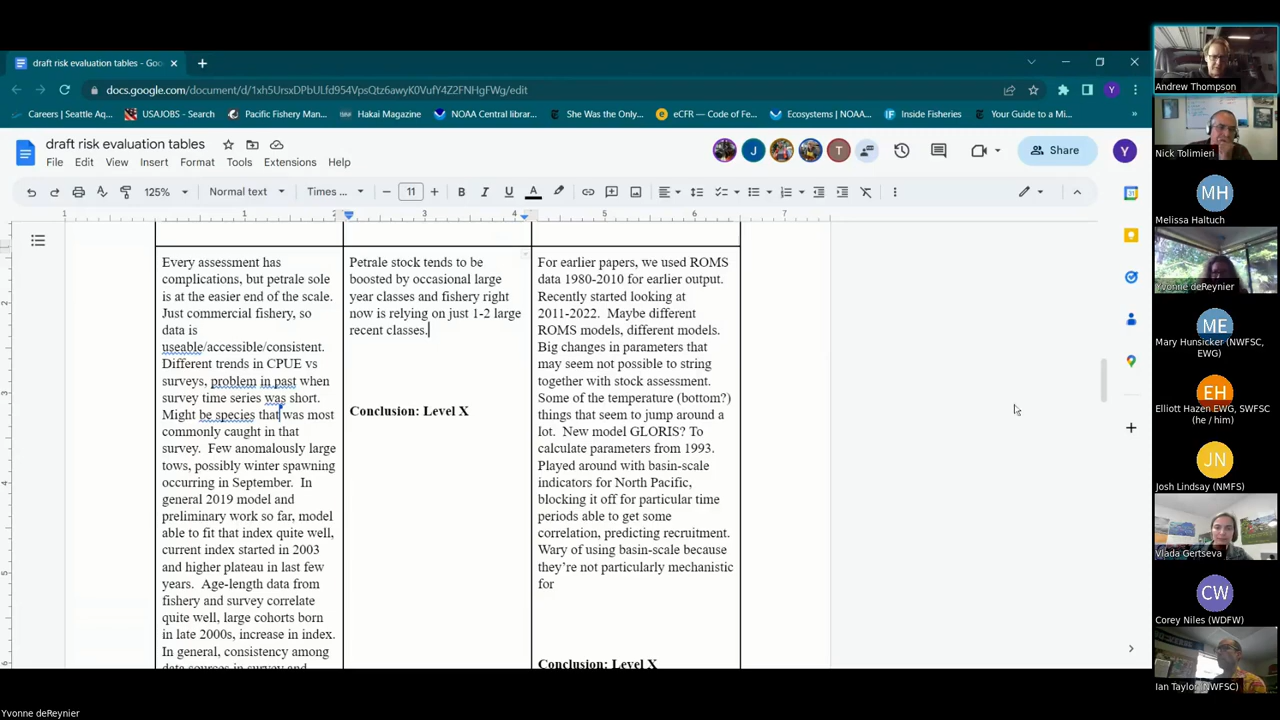 draft risk evaluation tables - Goo
docs.google.com/document/d/1xh5UrsxDPbULfd954VpsQtz6awyK0VufY4Z2FNHgFWg/edit
Careers | Seattle Aq...
USAJOBS - Search
Pacific Fishery Man...
Hakai Magazine
NOAA Central library...
She Was the Only...
eCFR — Code of Fe...
Ecosystems | NOAA...
Inside Fisheries
Your Guide to a Mi...
draft risk evaluation tables
File Edit View Insert Format Tools Extensions Help
J
T
Share
Y
125%
Normal text
Times ...
11
Every assessment has
complications, but petrale sole
is at the easier end of the scale.
Just commercial fishery, so
data is
useable/accessible/consistent.
Different trends in CPUE vs
surveys, problem in past when
survey time series was short.
Might be species that was most
commonly caught in that
survey. Few anomalously large
tows, possibly winter spawning
occurring in September. In
general 2019 model and
preliminary work so far, model
able to fit that index quite well,
current index started in 2003
and higher plateau in last few
years. Age-length data from
fishery and survey correlate
quite well, large cohorts born
in late 2000s, increase in index.
In general, consistency among
data sources in survey and
Petrale stock tends to be
boosted by occasional large
year classes and fishery right
now is relying on just 1-2 large
recent classes.
Conclusion: Level X
For earlier papers, we used ROMS
data 1980-2010 for earlier output.
Recently started looking at
2011-2022. Maybe different
ROMS models, different models.
Big changes in parameters that
may seem not possible to string
together with stock assessment.
Some of the temperature (bottom?)
things that seem to jump around a
lot. New model GLORIS? To
calculate parameters from 1993.
Played around with basin-scale
indicators for North Pacific,
blocking it off for particular time
periods able to get some
correlation, predicting recruitment.
Wary of using basin-scale because
they're not particularly mechanistic
for
Conclusion: Level X
Andrew Thompson
Nick Tolimieri
MH
Melissa Haltuch
Yvonne deReynier
ME
Mary Hunsicker (NWFSC,
EWG)
EH
Elliott Hazen EWG, SWFSC
(he / him)
JN
Josh Lindsay (NMFS)
Vlada Gertseva
CW
Corey Niles (WDFW)
Ian Taylor (NWFSC)
Yvonne deReynier